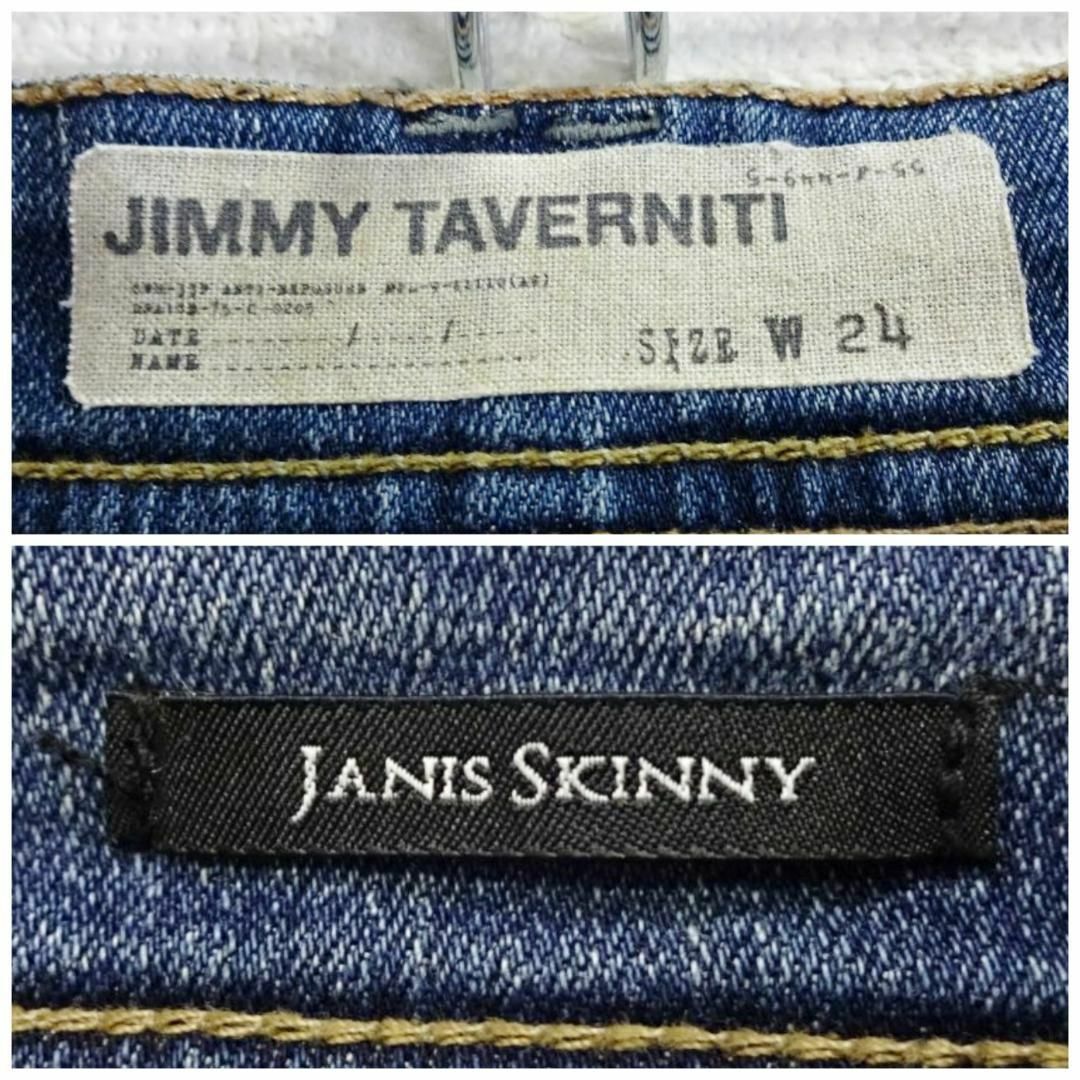 JIMMY TAVERNITI
DATE / /
NAME
SIZE W 24
JANIS SKINNY